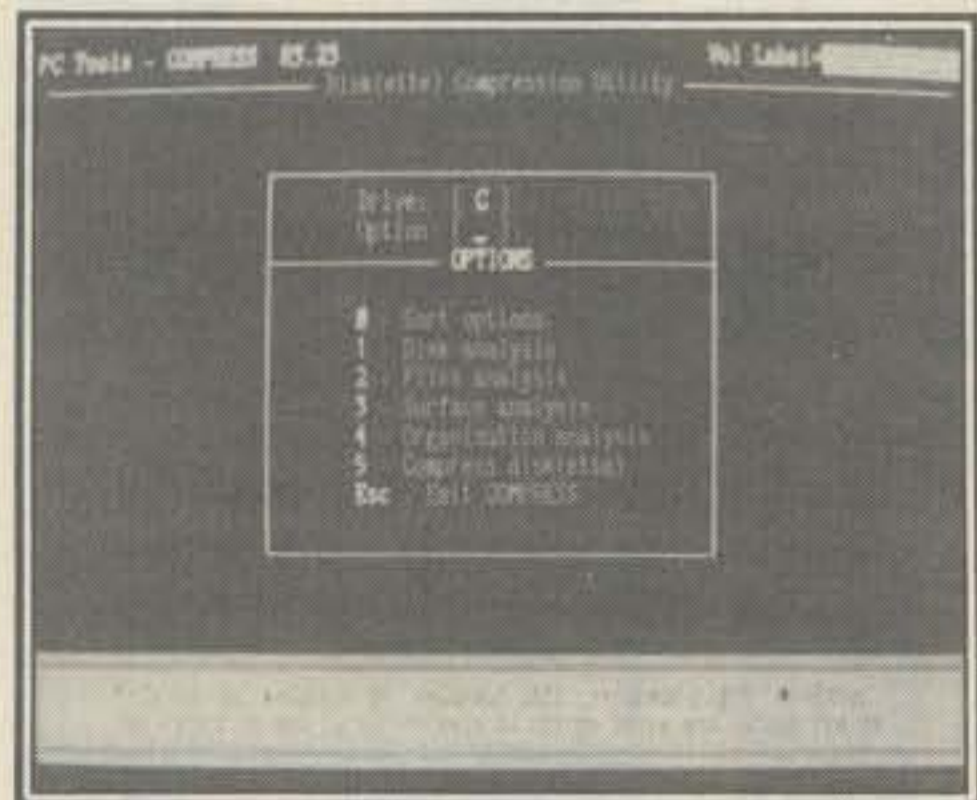 PC Tools - COMPRESS R5.23 Vol Label=
Disk(ette) Compression Utility
Drive: [ C ]
Option [ _ ]
OPTIONS
0 Sort options
1 Disk analysis
2 Files analysis
3 Surface analysis
4 Organization analysis
5 Compress disk(ette)
Esc Exit COMPRESS